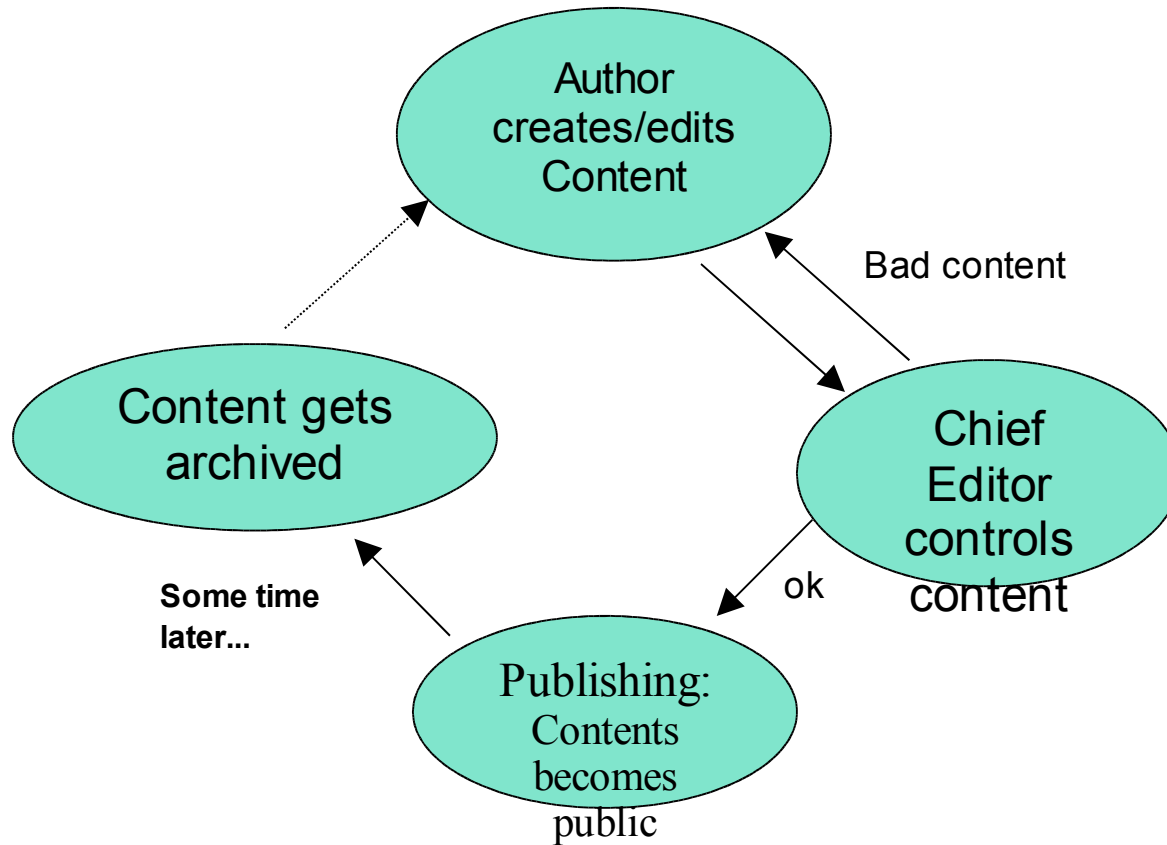 Author
creates/edits
Content
Bad content
Content gets
archived
Chief
Editor
controls
content
ok
Some time
later...
Publishing:
Contents
becomes
public